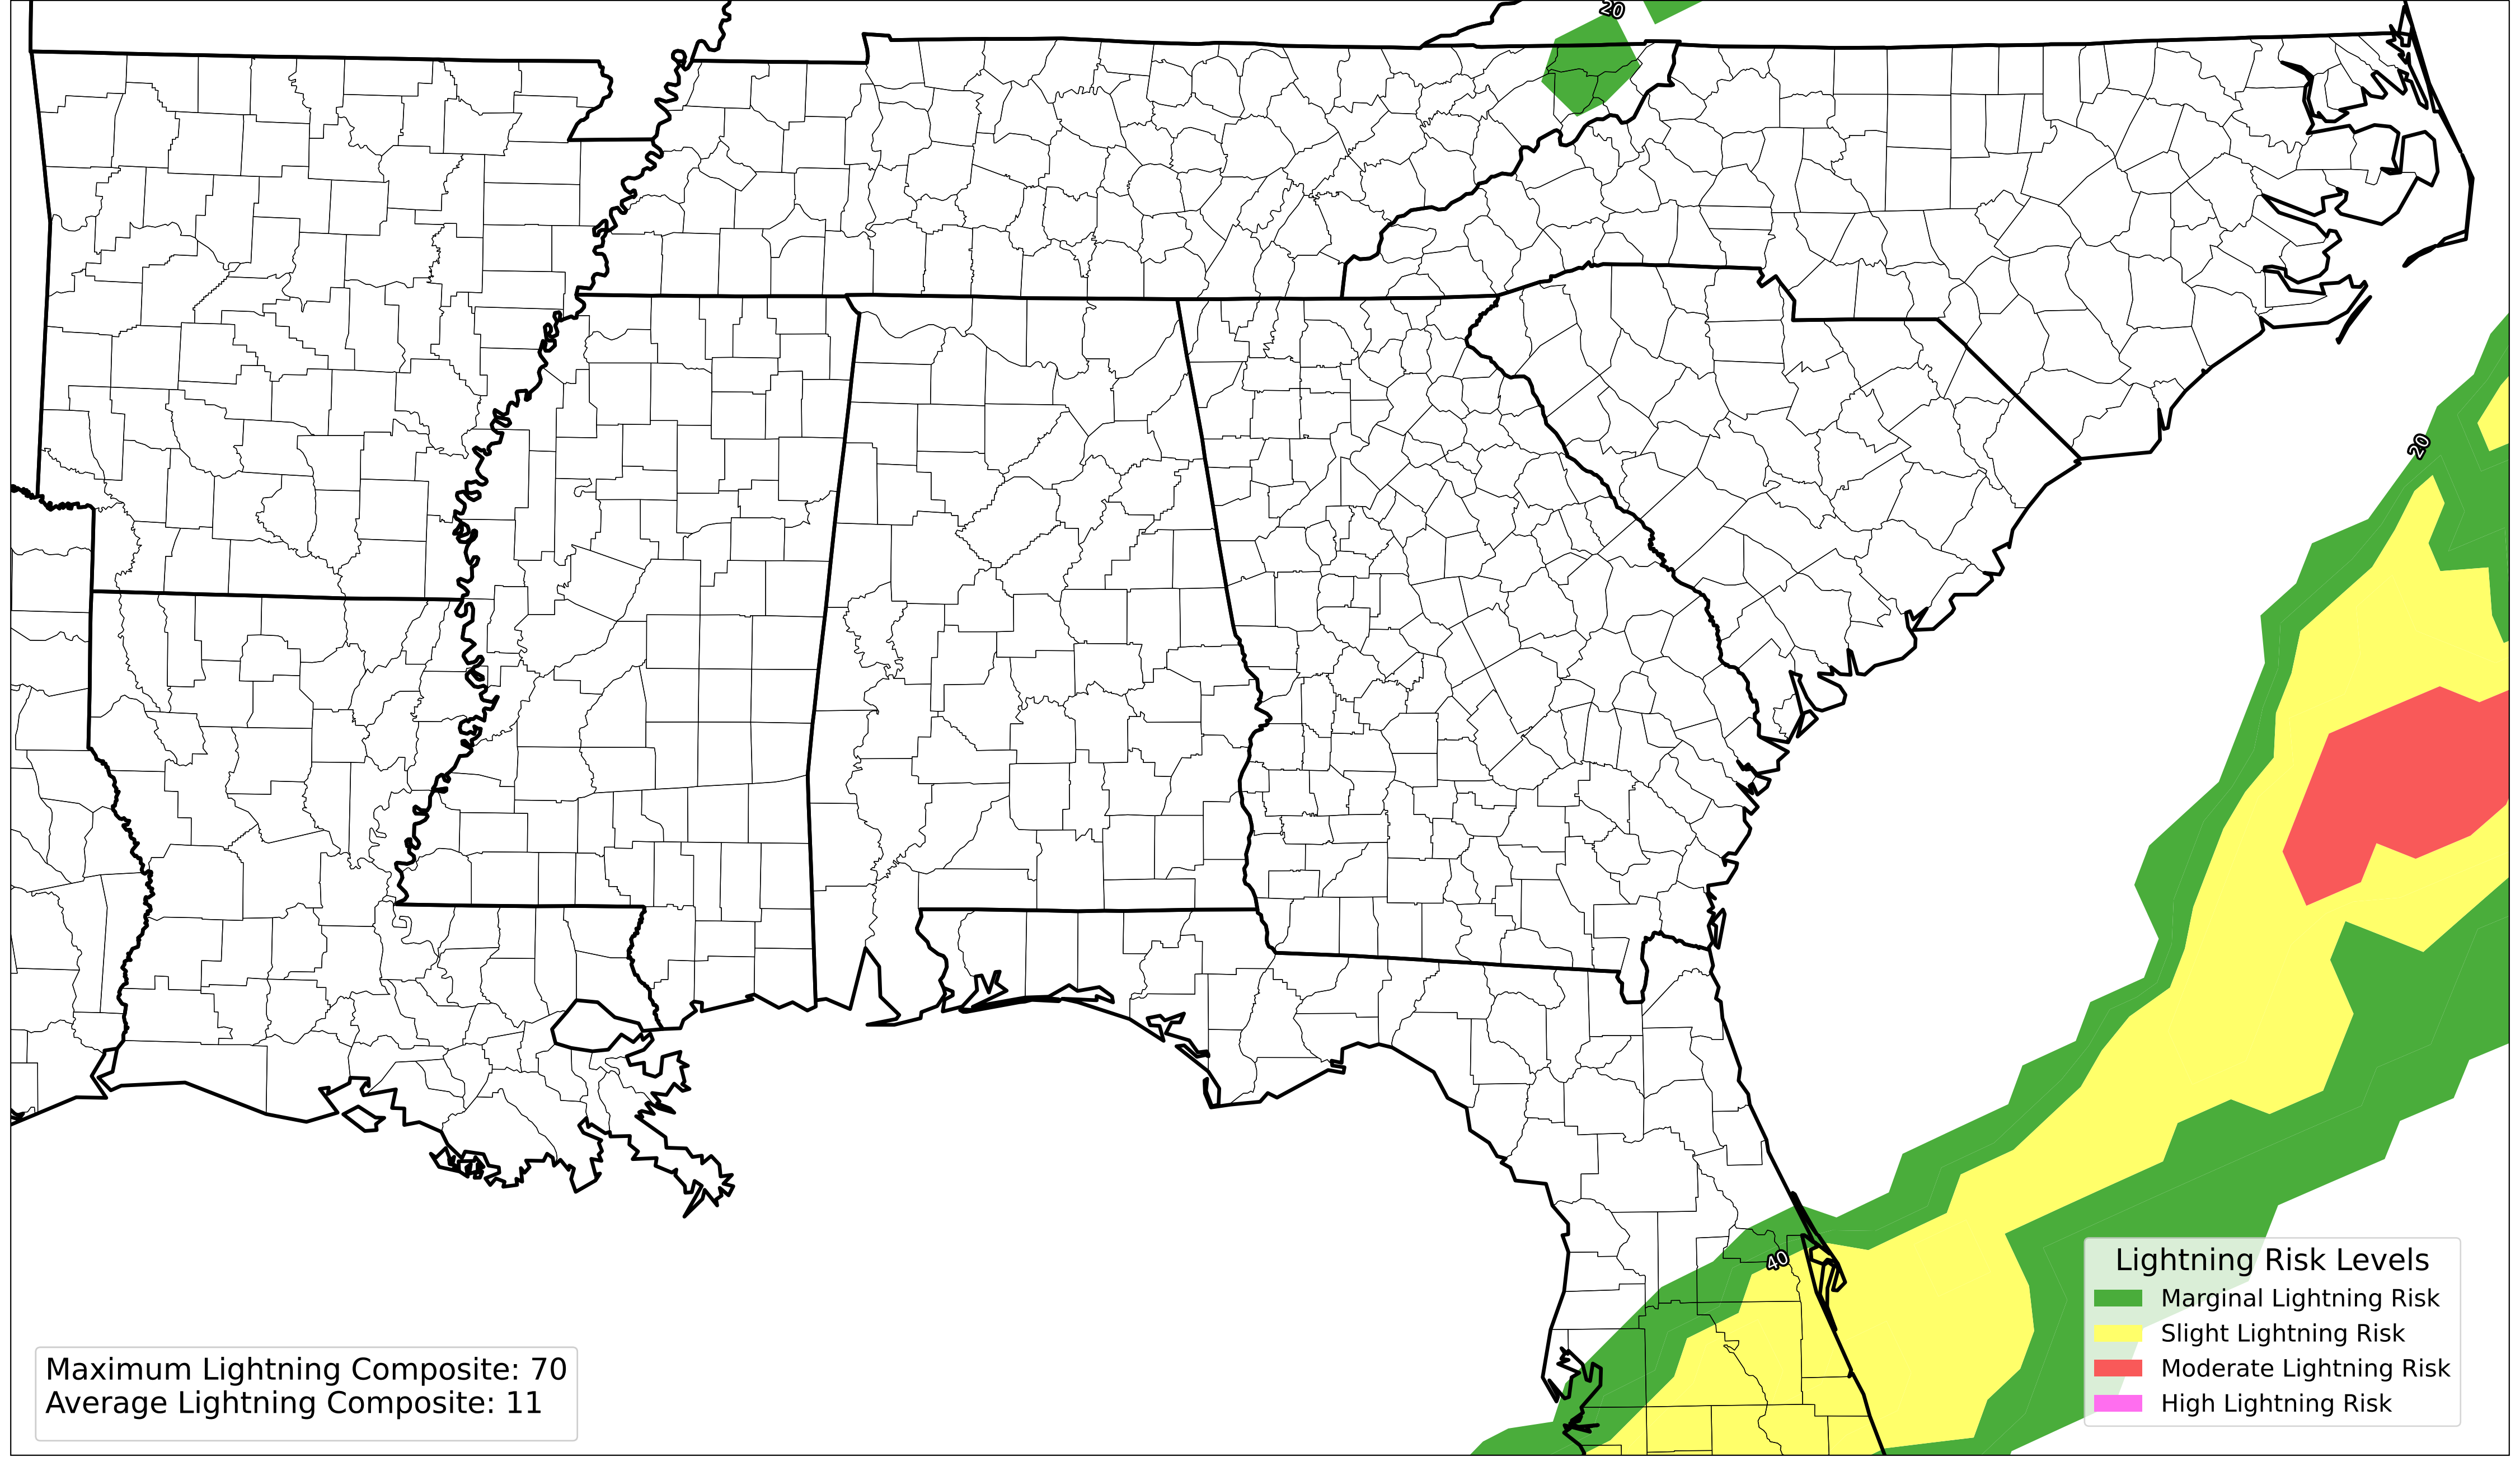 20
20
40
Lightning Risk Levels
Marginal Lightning Risk
Slight Lightning Risk
Moderate Lightning Risk
High Lightning Risk
Maximum Lightning Composite: 70
Average Lightning Composite: 11